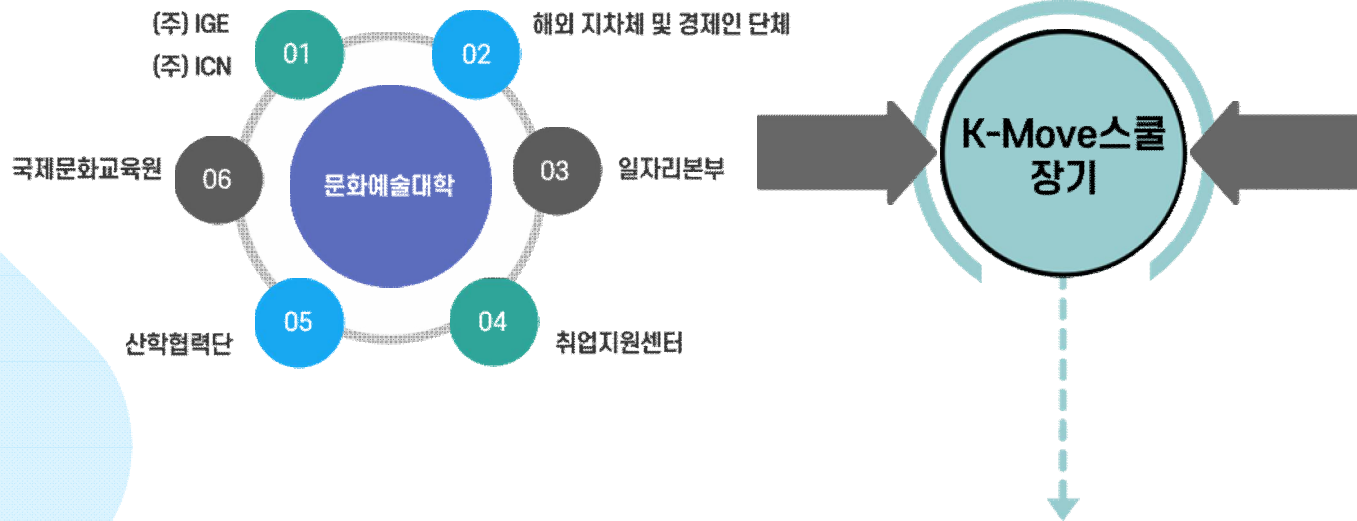 (주) IGE
(주) ICN
01
02
해외 지차체 및 경제인 단체
국제문화교육원
06
문화예술대학
03
일자리본부
산학협력단
05
04
취업지원센터
K-Move스쿨
장기